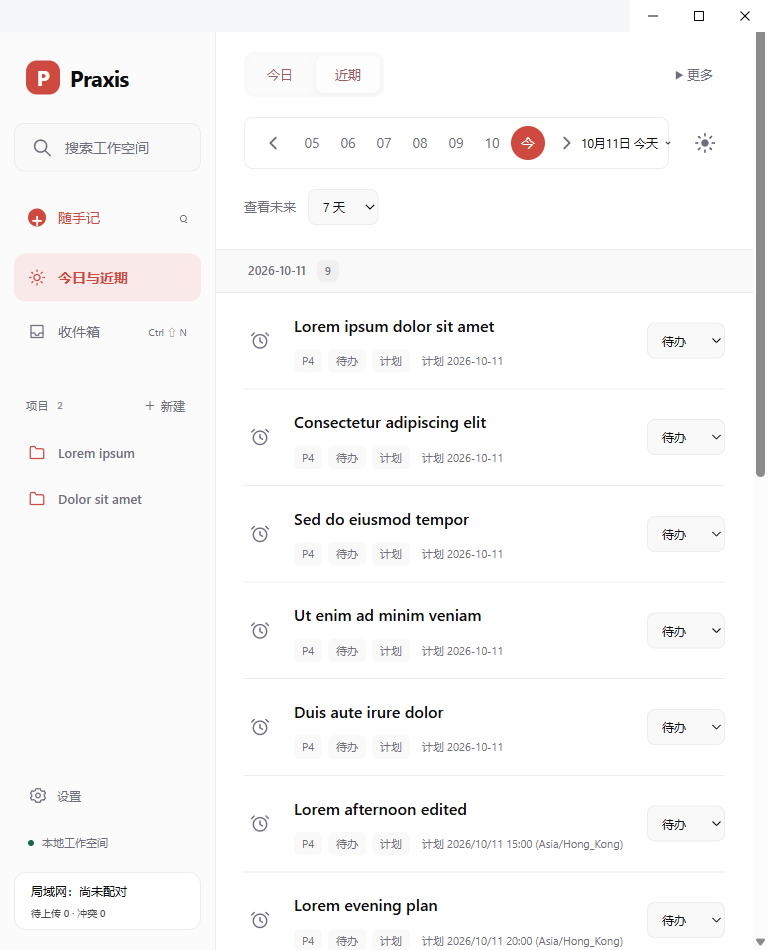 P Praxis
搜索工作空间
随手记 Q
今日与近期
收件箱 Ctrl ⇧ N
项目 2 + 新建
Lorem ipsum
Dolor sit amet
设置
本地工作空间
局域网：尚未配对
待上传 0 · 冲突 0
今日 近期 ▶ 更多
05 06 07 08 09 10 今 10月11日 今天
查看未来 7 天
2026-10-11 9
Lorem ipsum dolor sit amet 待办
P4 待办 计划 计划 2026-10-11
Consectetur adipiscing elit 待办
P4 待办 计划 计划 2026-10-11
Sed do eiusmod tempor 待办
P4 待办 计划 计划 2026-10-11
Ut enim ad minim veniam 待办
P4 待办 计划 计划 2026-10-11
Duis aute irure dolor 待办
P4 待办 计划 计划 2026-10-11
Lorem afternoon edited 待办
P4 待办 计划 计划 2026/10/11 15:00 (Asia/Hong_Kong)
Lorem evening plan 待办
P4 待办 计划 计划 2026/10/11 20:00 (Asia/Hong_Kong)